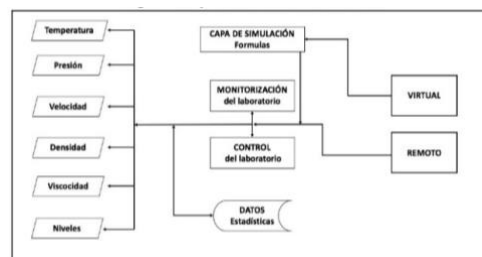 Temperatura
Presión
Velocidad
Densidad
Viscocidad
Niveles
CAPA DE SIMULACIÓN
Formulas
MONITORIZACIÓN
del laboratorio
CONTROL
del laboratorio
DATOS
Estadísticas
VIRTUAL
REMOTO